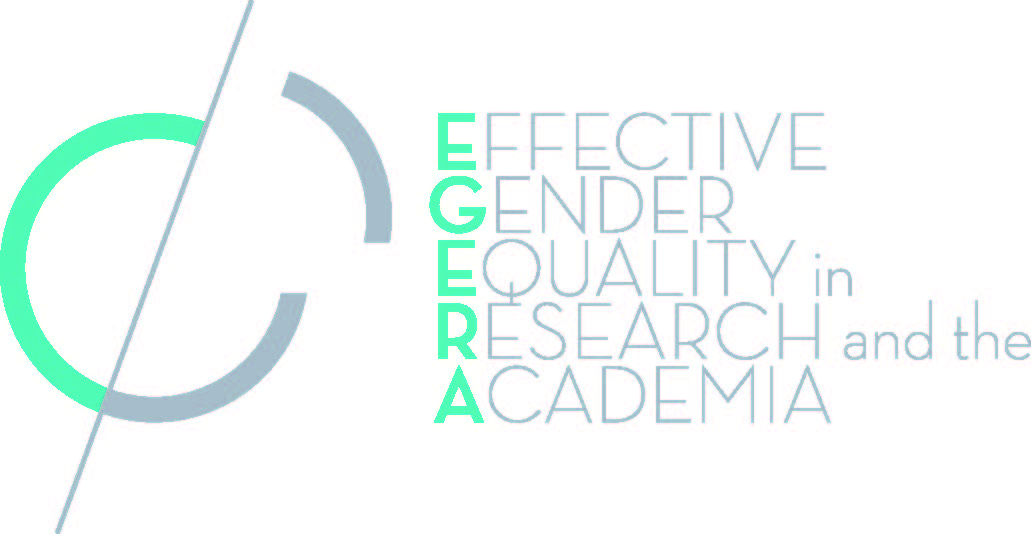 EFFECTIVE
GENDER
EQUALITY in
RESEARCH and the
ACADEMIA